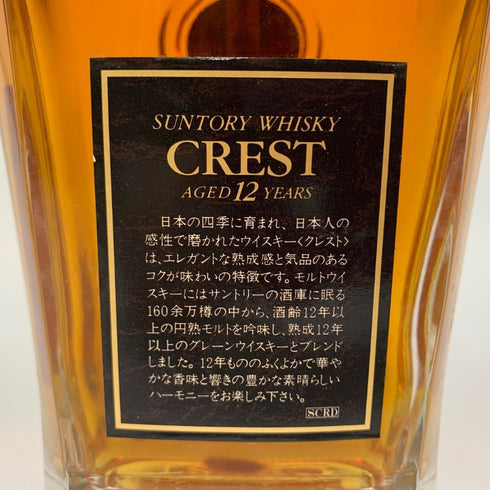 SUNTORY WHISKY
CREST
AGED 12 YEARS
日本の四季に育まれ、日本人の
感性で磨かれたウイスキー〈クレスト〉
は、エレガントな熟成感と気品のある
コクが味わいの特徴です。モルトウイ
スキーにはサントリーの酒庫に眠る
160余万樽の中から、酒齢12年以
上の円熟モルトを吟味し、熟成12年
以上のグレーンウイスキーとブレンド
しました。12年もののふくよかで華や
かな香味と響きの豊かな素晴らしい
ハーモニーをお楽しみ下さい。
SCRD